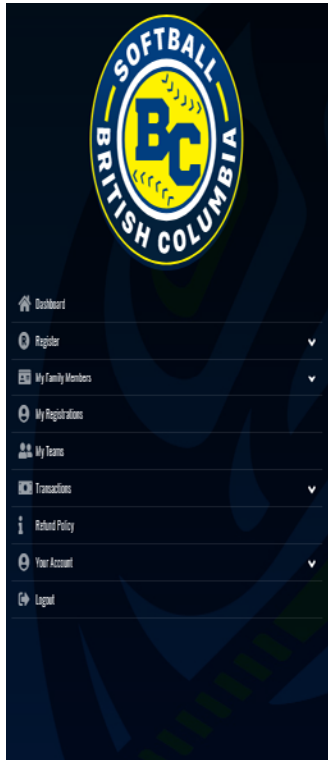 SOFTBALL
BC
BRITISH COLUMBIA
Dashboard
R Register
My Family Members
My Registrations
My Teams
Transactions
i Refund Policy
Your Account
Logout